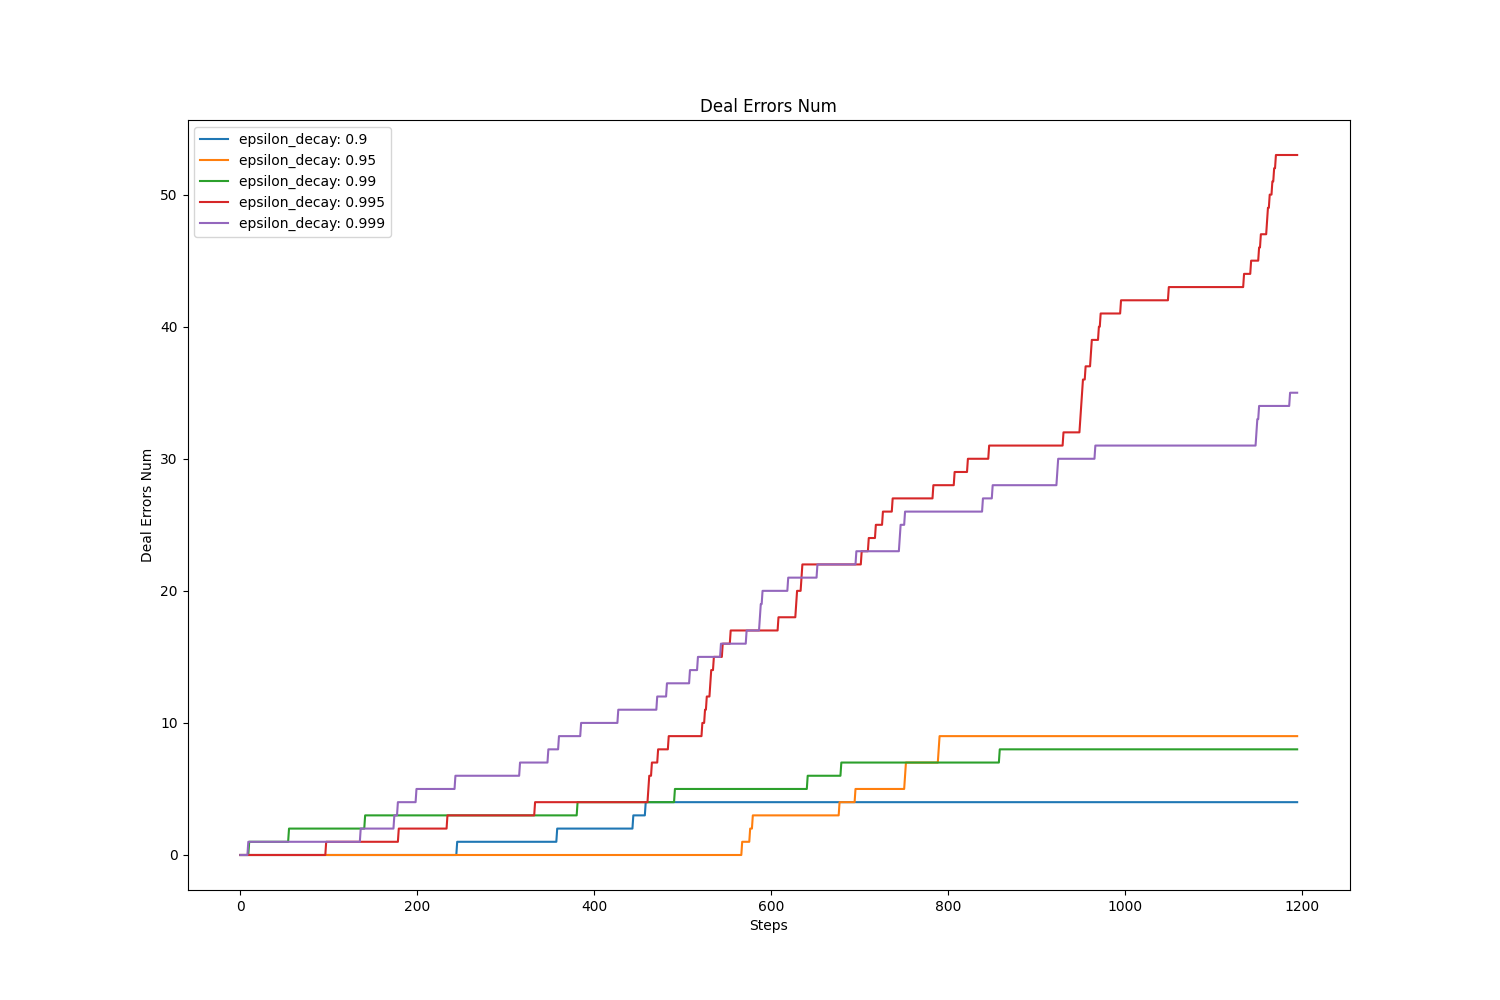 Deal Errors Num
epsilon_decay: 0.9
epsilon_decay: 0.95
epsilon_decay: 0.99
epsilon_decay: 0.995
epsilon_decay: 0.999
Deal Errors Num
50
40
30
20
10
0
0 200 400 600 800 1000 1200
Steps